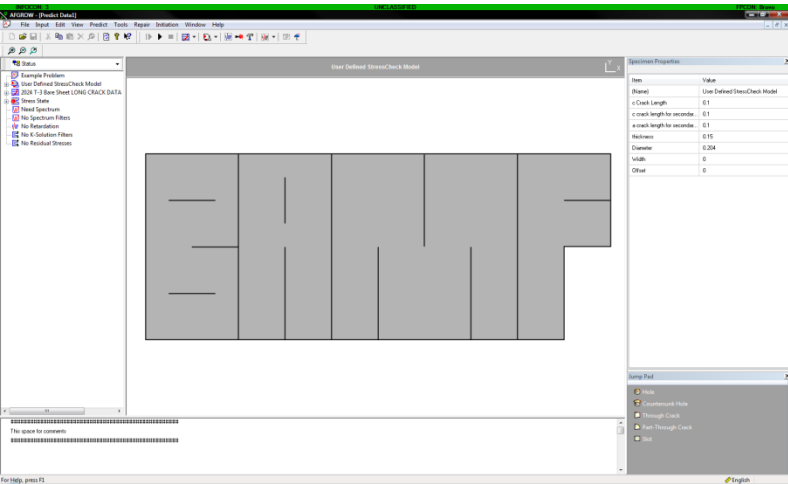 INFOCON: 3
UNCLASSIFIED
FPCON: Bravo
AFGROW - [Predict Data1]
File Input Edit View Predict Tools Repair Initiation Window Help
Status
User Defined StressCheck Model
Y
X
Specimen Properties
Example Problem
User Defined StressCheck Model
2024 T-3 Bare Sheet LONG CRACK DATA
Stress State
Need Spectrum
No Spectrum Filters
No Retardation
No K-Solution Filters
No Residual Stresses
Item Value
(Name) User Defined StressCheck Model
c Crack Length 0.1
c crack length for secondar... 0.1
a crack length for secondar... 0.1
thickness 0.15
Diameter 0.204
Width 0
Offset 0
Jump Pad
Hole
Countersunk Hole
Through Crack
Part-Through Crack
Slot
This space for comments
For Help, press F1
English